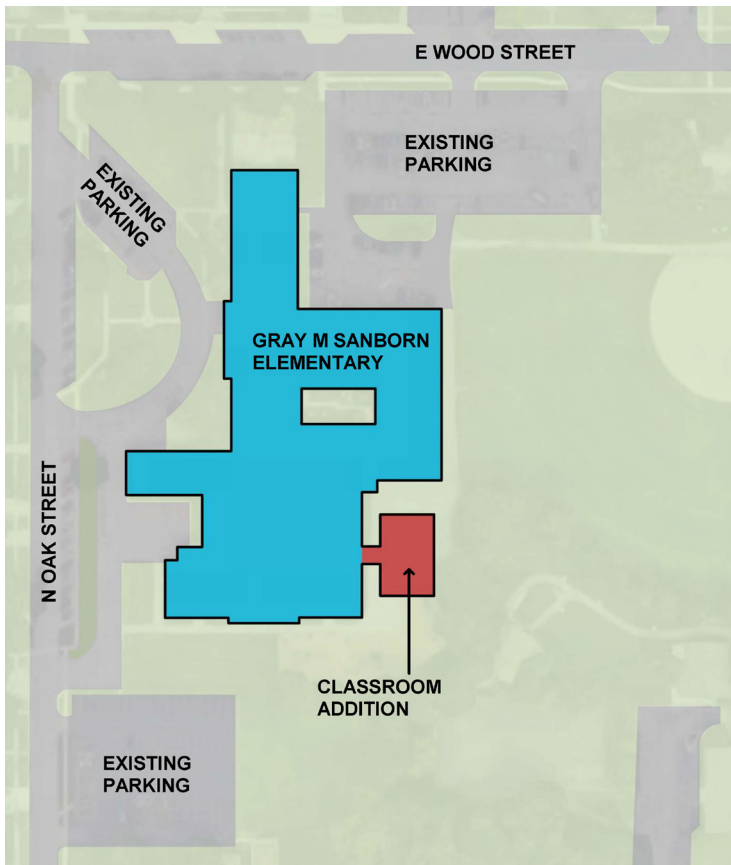 E WOOD STREET
EXISTING
PARKING
EXISTING
PARKING
GRAY M SANBORN
ELEMENTARY
N OAK STREET
CLASSROOM
ADDITION
EXISTING
PARKING